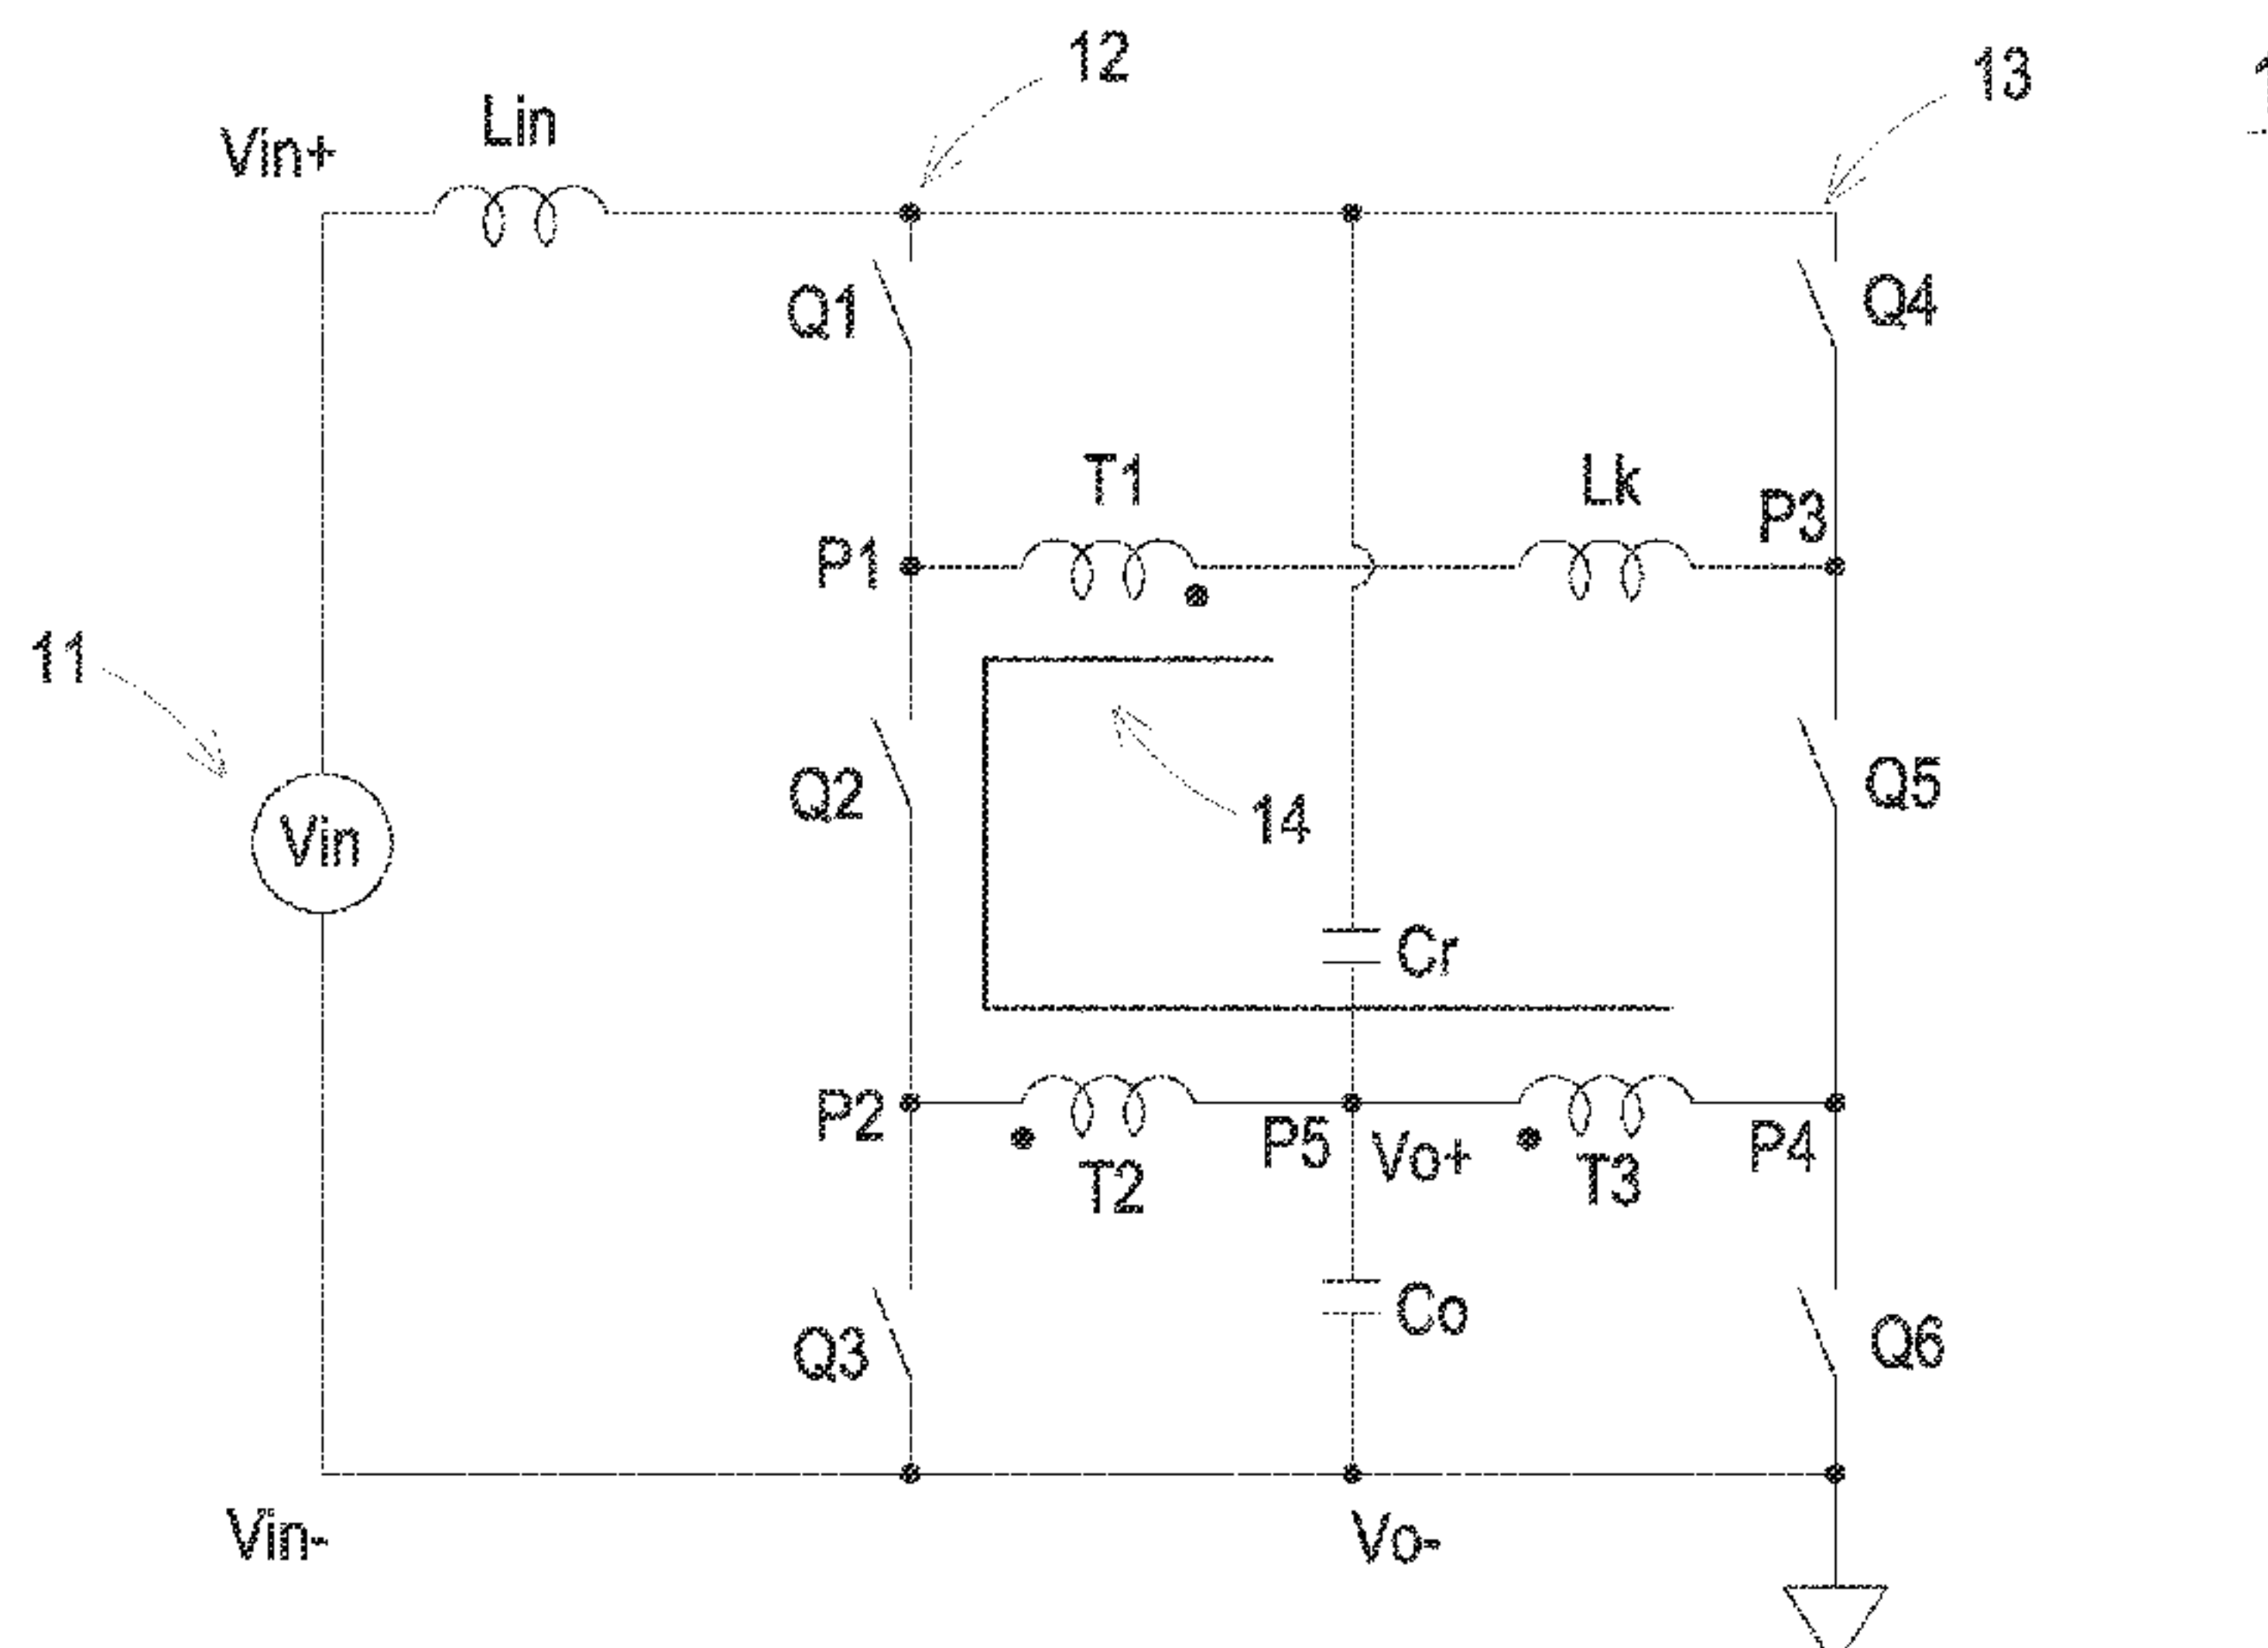 12
13
1
Lin
Vin+
Q1
Q4
T1
Lk
P3
P1
11
Q2
Q5
Vin
14
Cr
P2
P5
Vo+
P4
T2
T3
Co
Q3
Q6
Vin-
Vo-